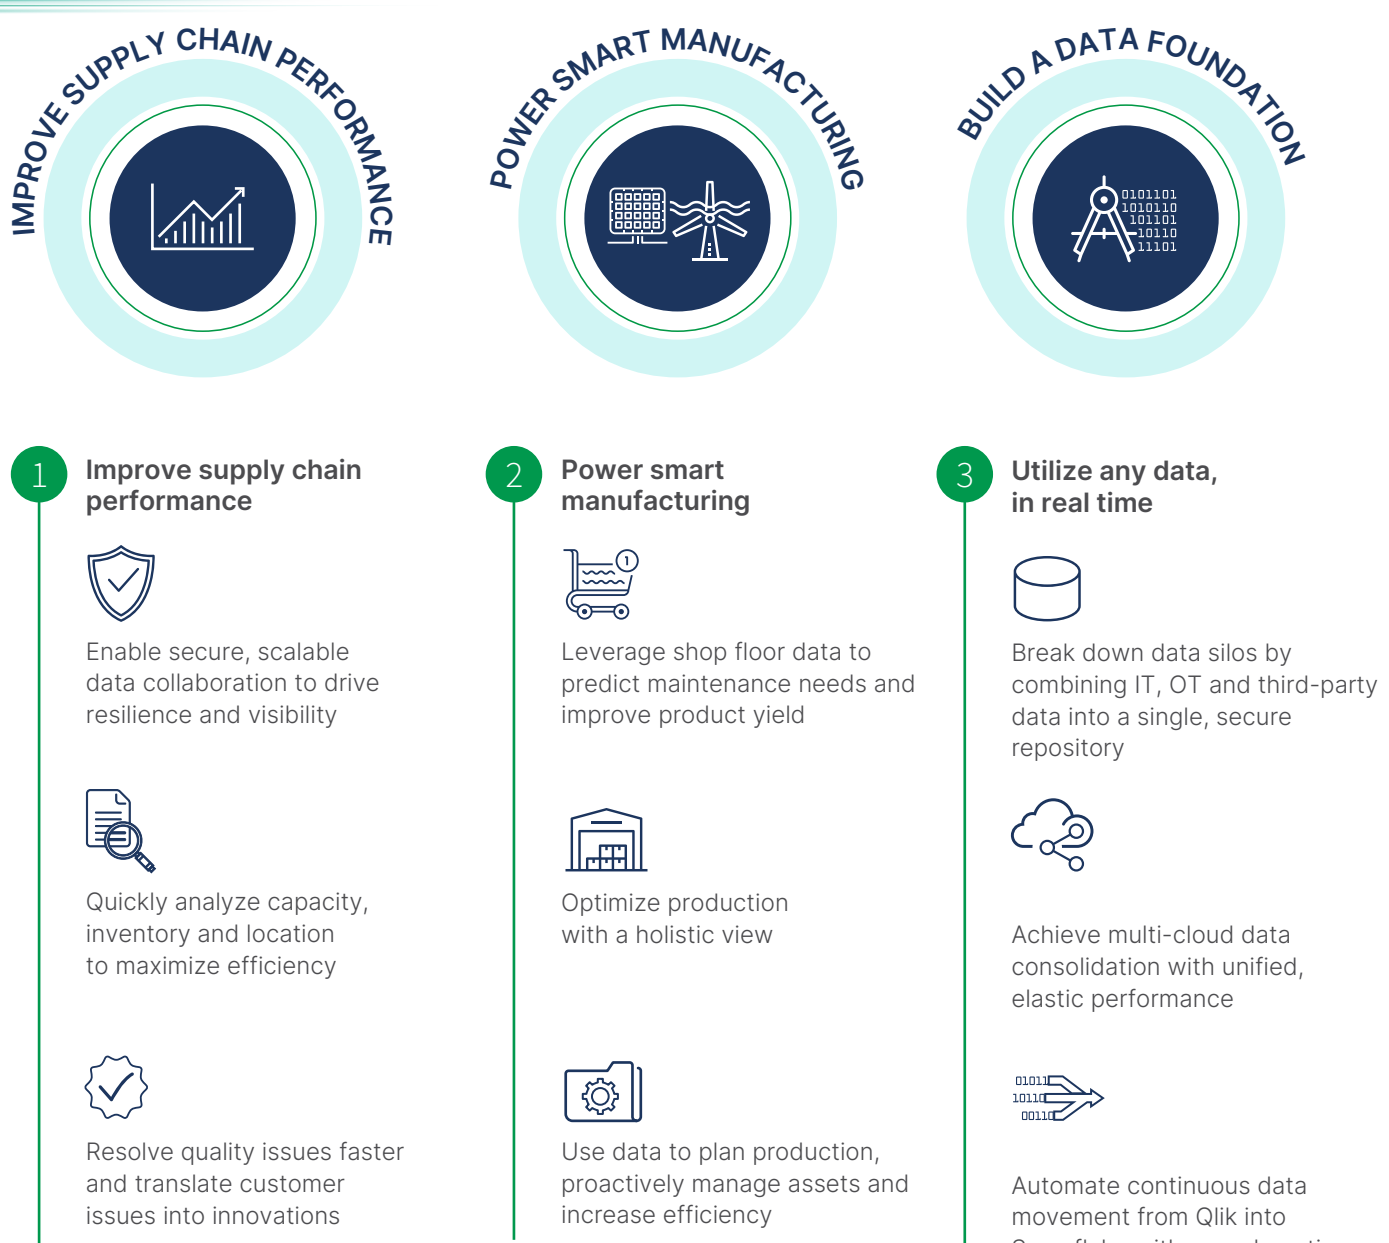 IMPROVE SUPPLY CHAIN PERFORMANCE
POWER SMART MANUFACTURING
BUILD A DATA FOUNDATION
0101101
1010110
101101
10110
11101
1
Improve supply chain
performance
Enable secure, scalable
data collaboration to drive
resilience and visibility
Quickly analyze capacity,
inventory and location
to maximize efficiency
Resolve quality issues faster
and translate customer
issues into innovations
2
Power smart
manufacturing
1
Leverage shop floor data to
predict maintenance needs and
improve product yield
Optimize production
with a holistic view
Use data to plan production,
proactively manage assets and
increase efficiency
3
Utilize any data,
in real time
Break down data silos by
combining IT, OT and third-party
data into a single, secure
repository
Achieve multi-cloud data
consolidation with unified,
elastic performance
01011
10110
00110
Automate continuous data
movement from Qlik into